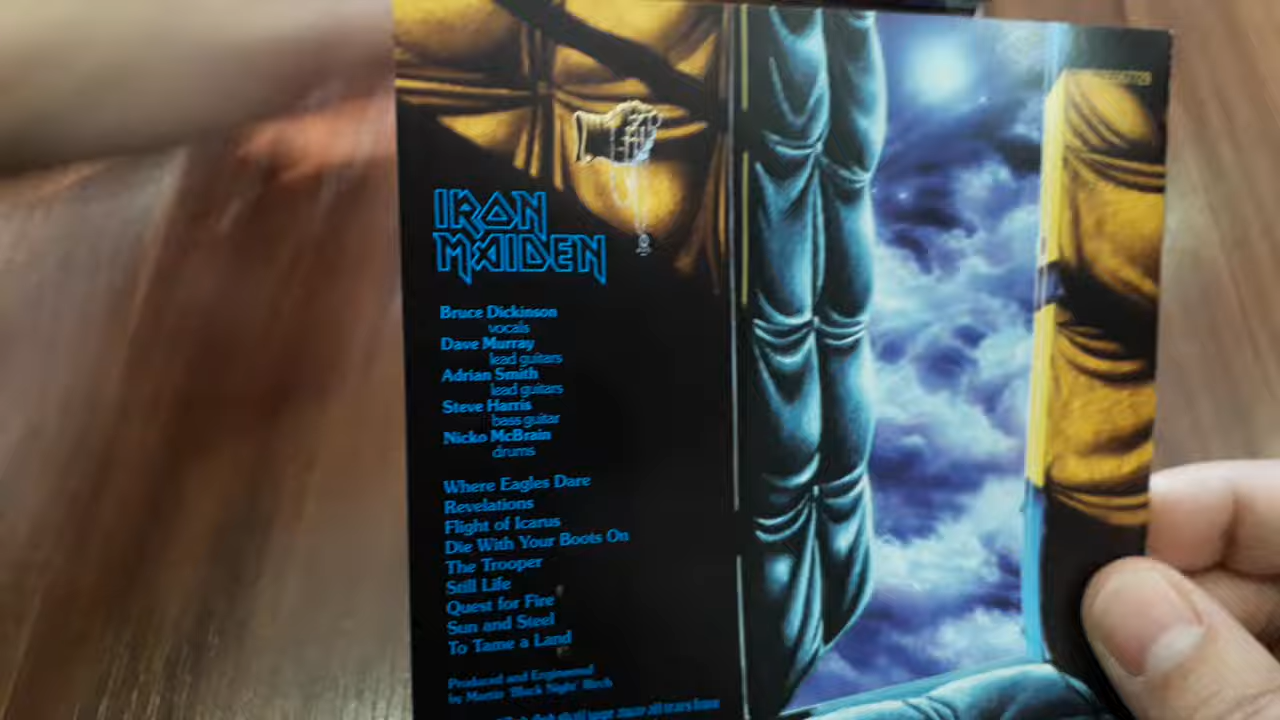 IRON
MAIDEN
Bruce Dickinson
vocals
Dave Murray
lead guitars
Adrian Smith
lead guitars
Steve Harris
bass guitar
Nicko McBrain
drums
Where Eagles Dare
Revelations
Flight of Icarus
Die With Your Boots On
The Trooper
Still Life
Quest for Fire
Sun and Steel
To Tame a Land
Produced and Engineered
by Martin 'Black Night' Birch